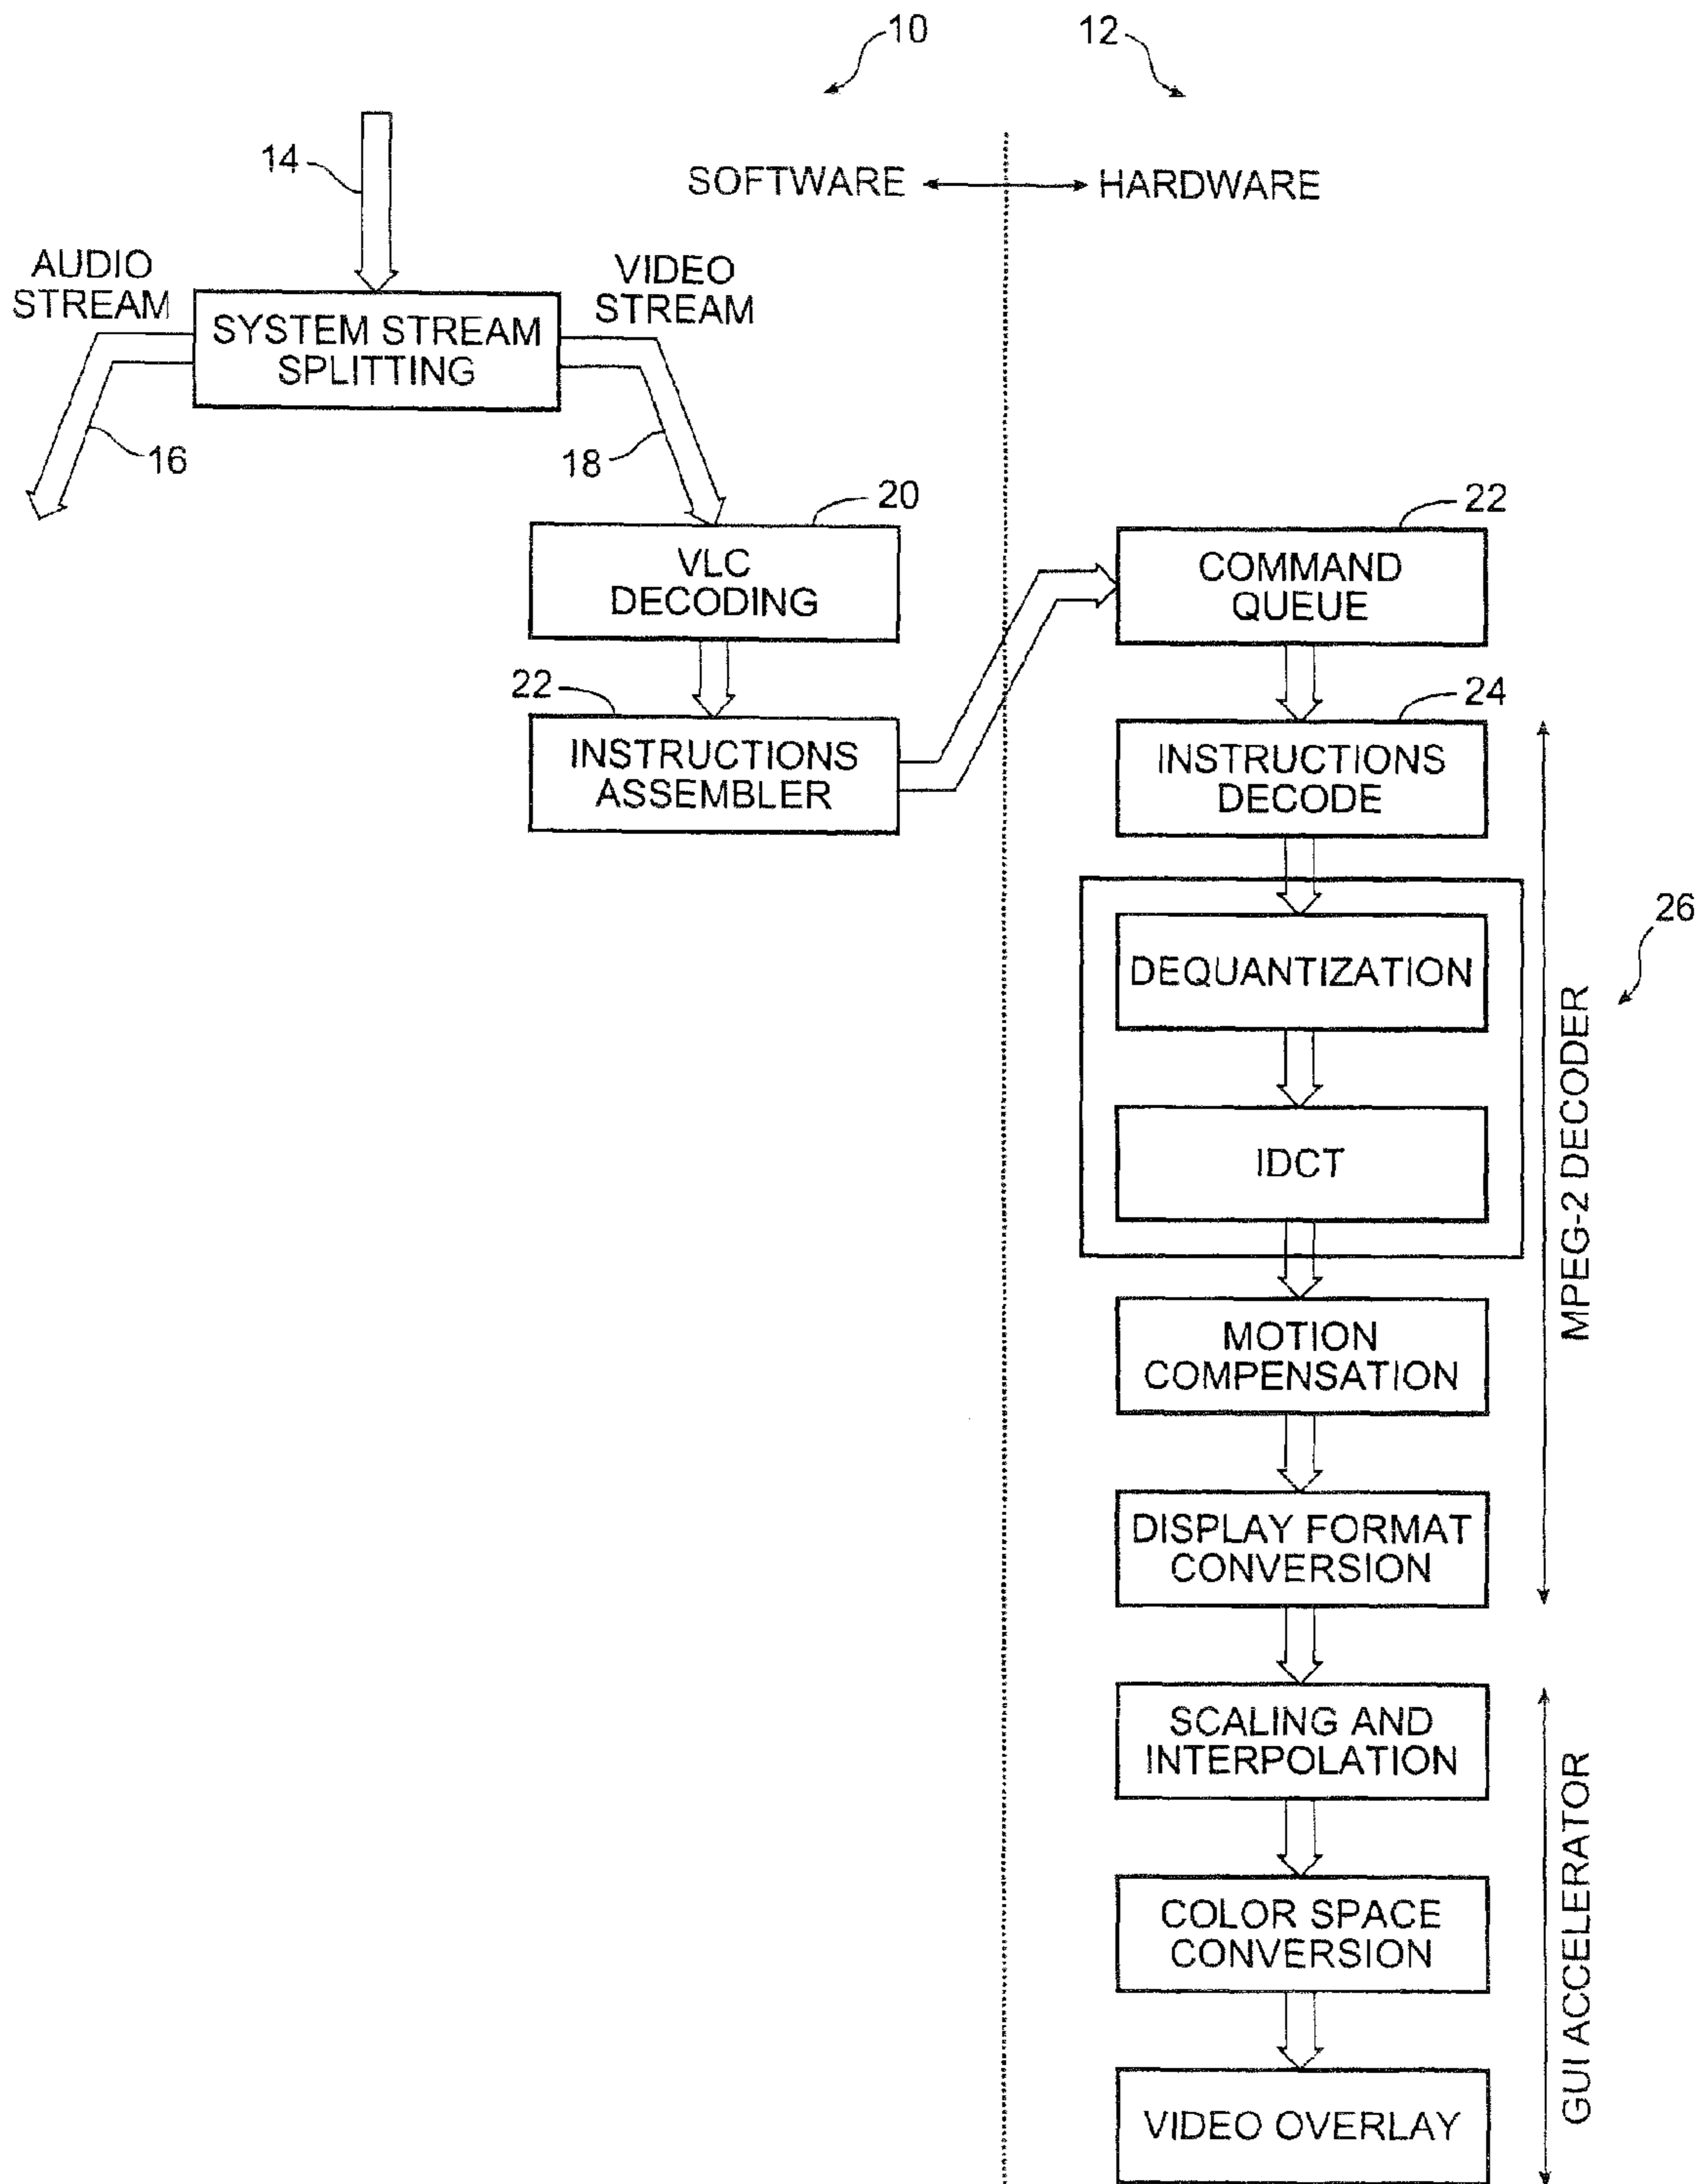 10
12
14
SOFTWARE
HARDWARE
AUDIO
STREAM
VIDEO
STREAM
SYSTEM STREAM
SPLITTING
16
18
20
VLC
DECODING
22
INSTRUCTIONS
ASSEMBLER
22
COMMAND
QUEUE
24
INSTRUCTIONS
DECODE
DEQUANTIZATION
IDCT
MOTION
COMPENSATION
DISPLAY FORMAT
CONVERSION
MPEG-2 DECODER
26
SCALING AND
INTERPOLATION
COLOR SPACE
CONVERSION
VIDEO OVERLAY
GUI ACCELERATOR